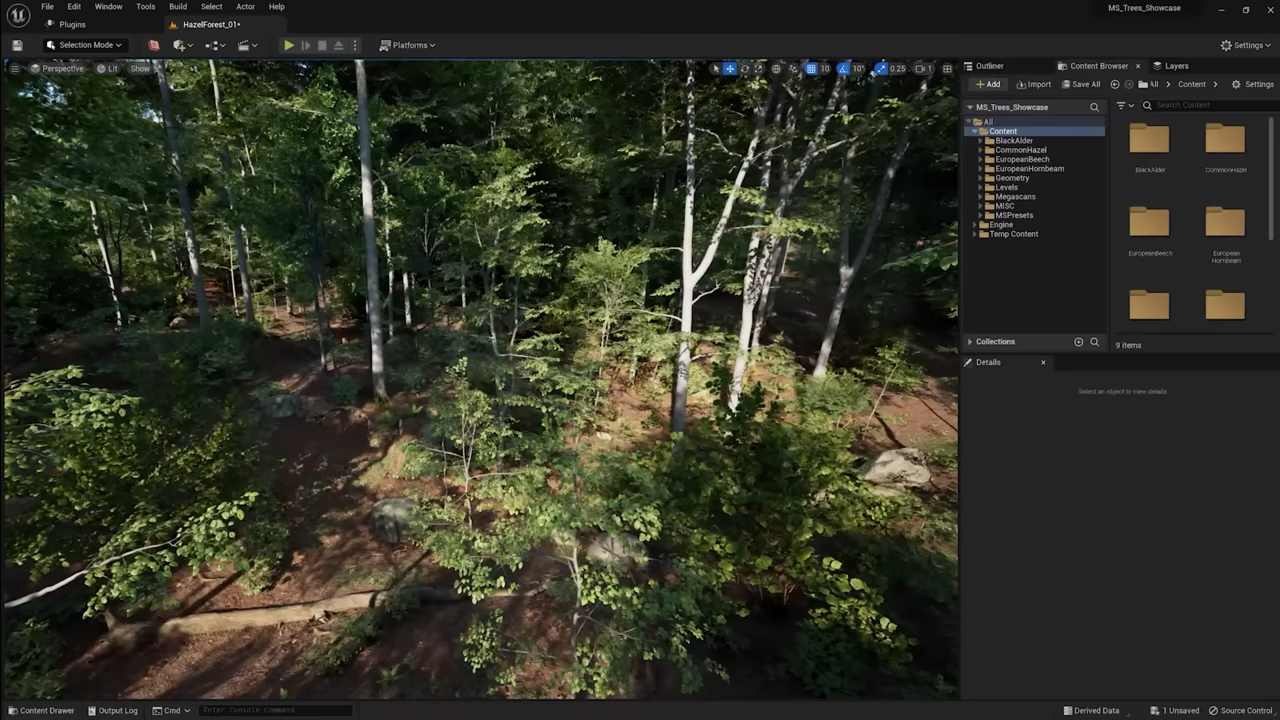 File Edit Window Tools Build Select Actor Help
MS_Trees_Showcase
Plugins
HazelForest_01•
Selection Mode
Platforms
Settings
Perspective Lit Show
10 10° 0.25 1
Outliner
Content Browser
Layers
Add Import Save All All Content Settings
MS_Trees_Showcase
Search Content
All
Content
BlackAlder
CommonHazel
EuropeanBeech
EuropeanHornbeam
Geometry
Levels
Megascans
MISC
MSPresets
Engine
Temp Content
BlackAlder
CommonHazel
EuropeanBeech
European
Hornbeam
Collections
9 items
Details
Select an object to view details
Content Drawer Output Log Cmd Enter Console Command
Derived Data 1 Unsaved Source Control